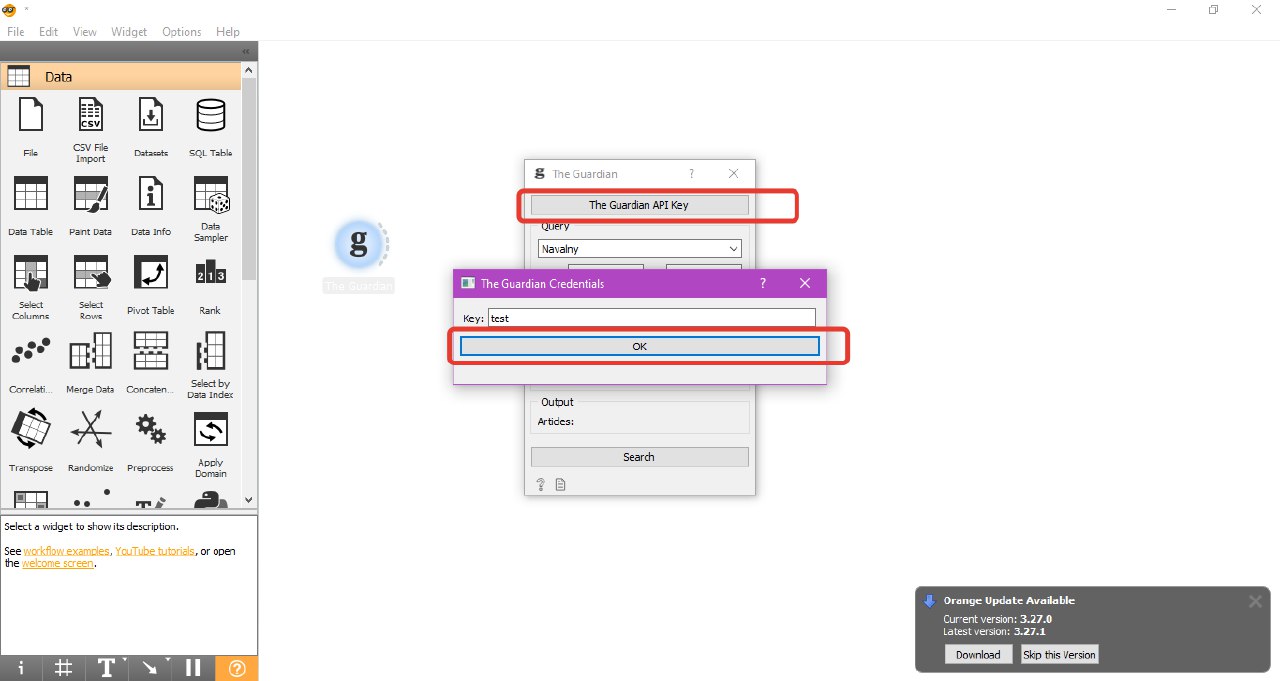 File Edit View Widget Options Help
«
Data
File
CSV File Import
Datasets
SQL Table
Data Table
Paint Data
Data Info
Data Sampler
Select Columns
Select Rows
Pivot Table
Rank
Correlati...
Merge Data
Concaten...
Select by Data Index
Transpose
Randomize
Preprocess
Apply Domain
Select a widget to show its description.
See workflow examples, YouTube tutorials, or open
the welcome screen.
g
The Guardian
g The Guardian ?
The Guardian API Key
Query
Navalny
The Guardian Credentials ?
Key: test
OK
Output
Articles:
Search
?
Orange Update Available
Current version: 3.27.0
Latest version: 3.27.1
Download Skip this Version
i # T ?